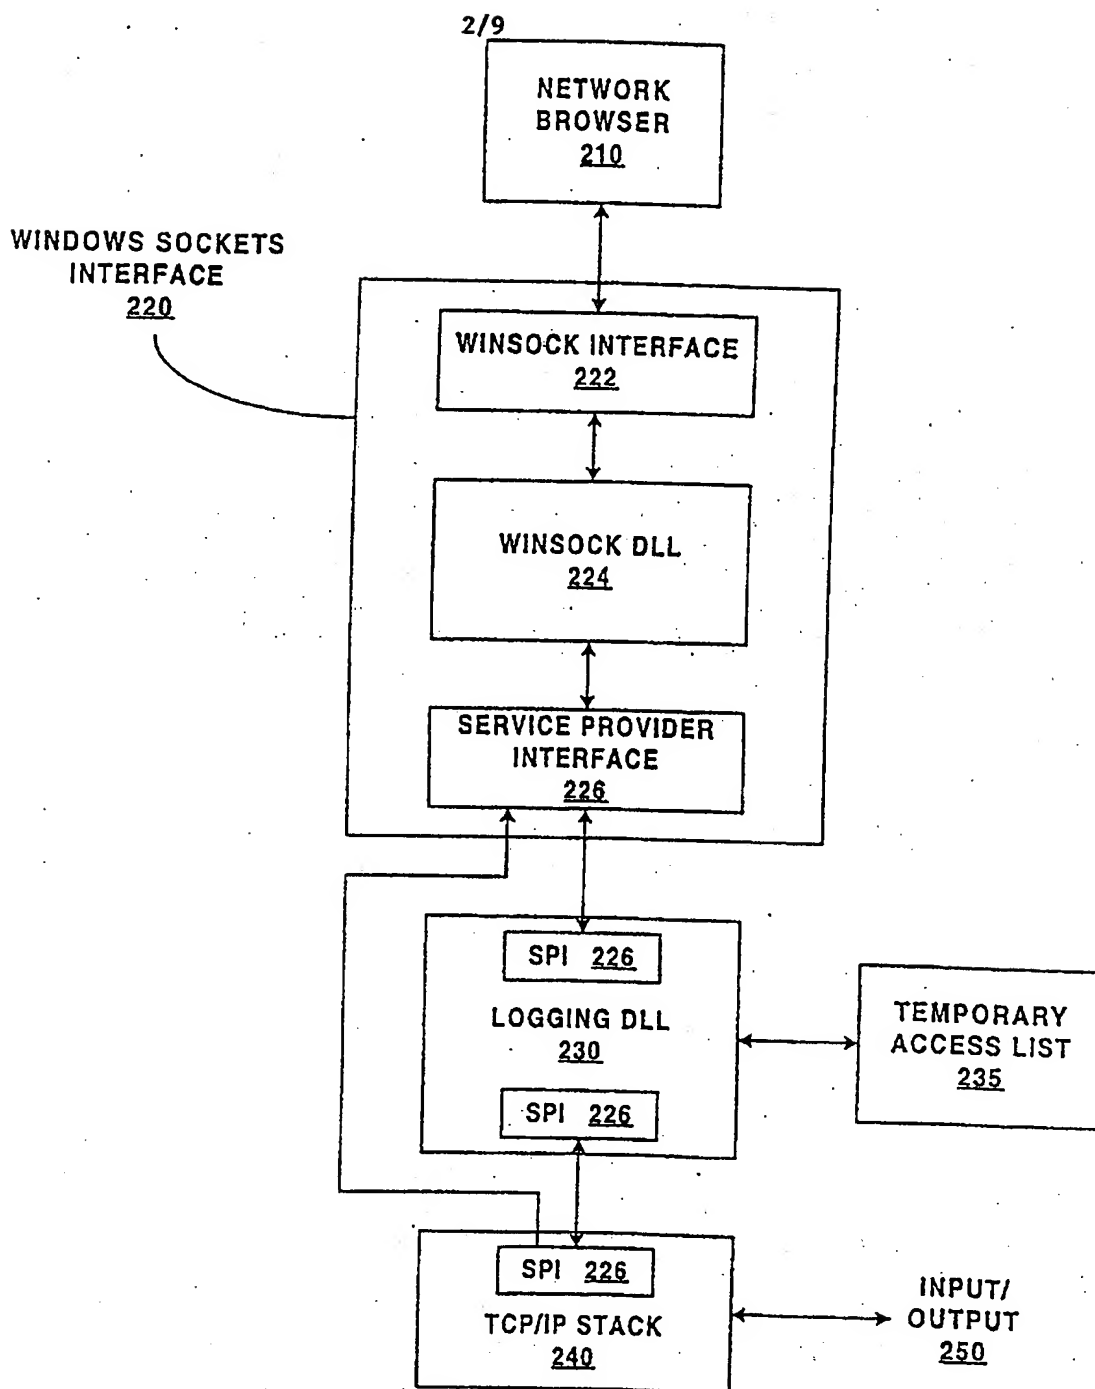 2/9
NETWORK
BROWSER
210
WINDOWS SOCKETS
INTERFACE
220
WINSOCK INTERFACE
222
WINSOCK DLL
224
SERVICE PROVIDER
INTERFACE
226
SPI 226
LOGGING DLL
230
SPI 226
TEMPORARY
ACCESS LIST
235
SPI 226
TCP/IP STACK
240
INPUT/
OUTPUT
250